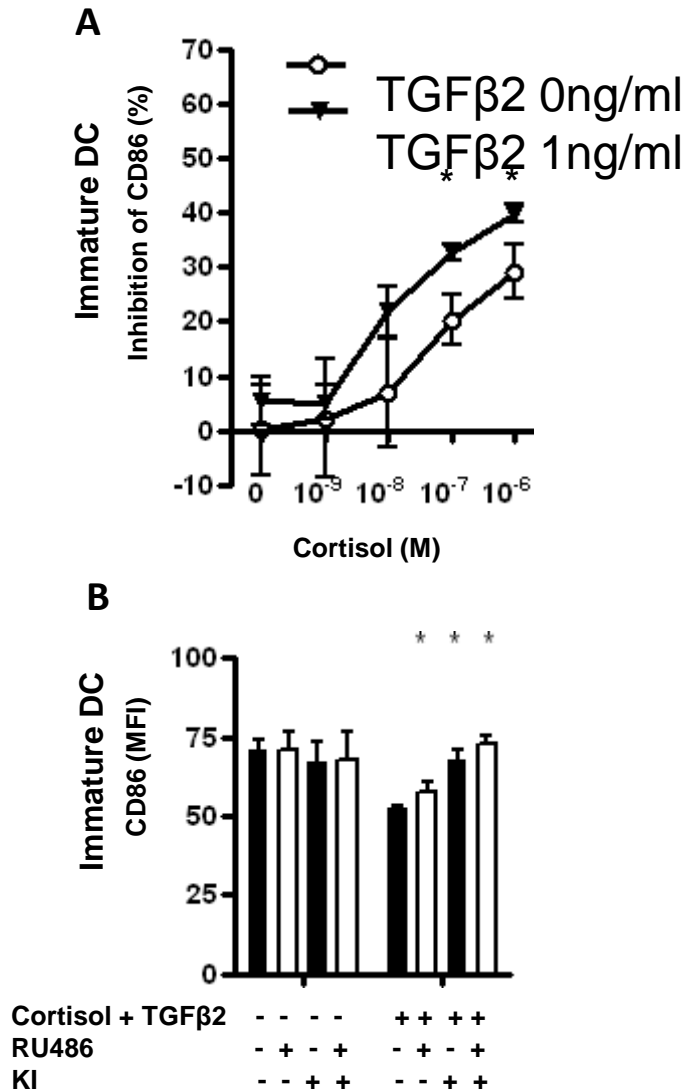 A
70
60
50
40
30
20
10
0
-10
Immature DC
Inhibition of CD86 (%)
TGFβ2 0ng/ml
TGFβ2 1ng/ml
* *
0 10⁻⁹ 10⁻⁸ 10⁻⁷ 10⁻⁶
Cortisol (M)
B
* * *
100
75
50
25
0
Immature DC
CD86 (MFI)
Cortisol + TGFβ2 - - - - + + + +
RU486 - + - + - + - +
KI - - + + - - + +